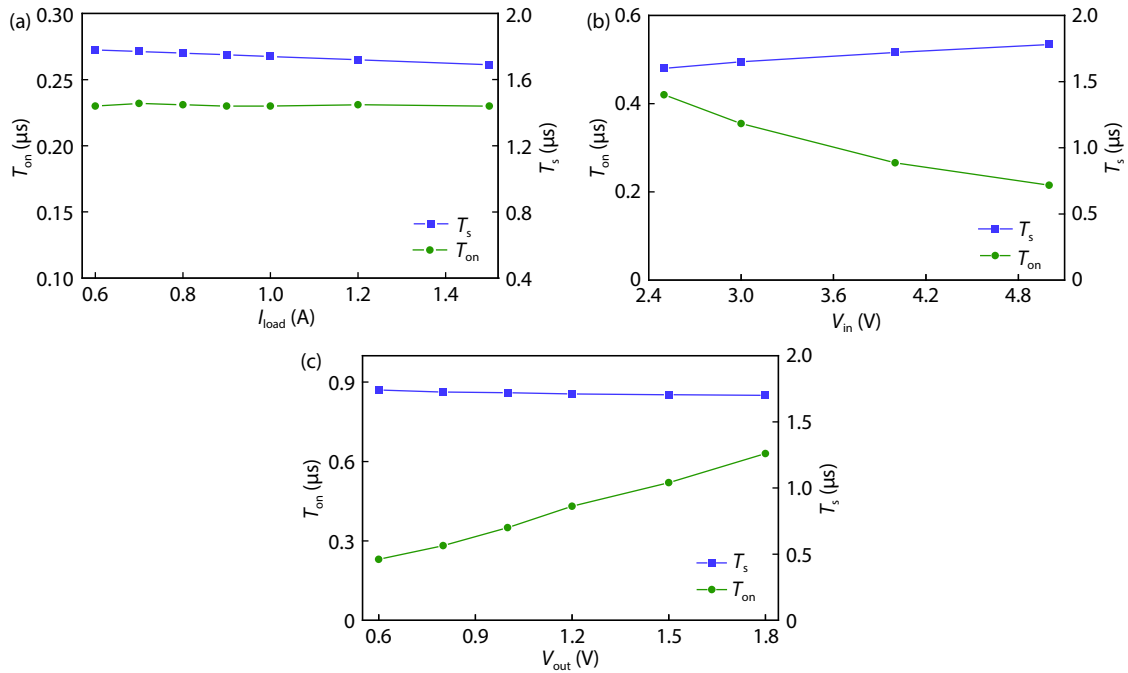 (a)
0.30
0.25
0.20
0.15
0.10
T_on (µs)
2.0
1.6
1.2
0.8
0.4
T_s (µs)
T_s
T_on
0.6 0.8 1.0 1.2 1.4
I_load (A)
(b)
0.6
0.4
0.2
0
T_on (µs)
2.0
1.5
1.0
0.5
0
T_s (µs)
T_s
T_on
2.4 3.0 3.6 4.2 4.8
V_in (V)
(c)
0.9
0.6
0.3
0
T_on (µs)
2.0
1.5
1.0
0.5
0
T_s (µs)
T_s
T_on
0.6 0.9 1.2 1.5 1.8
V_out (V)